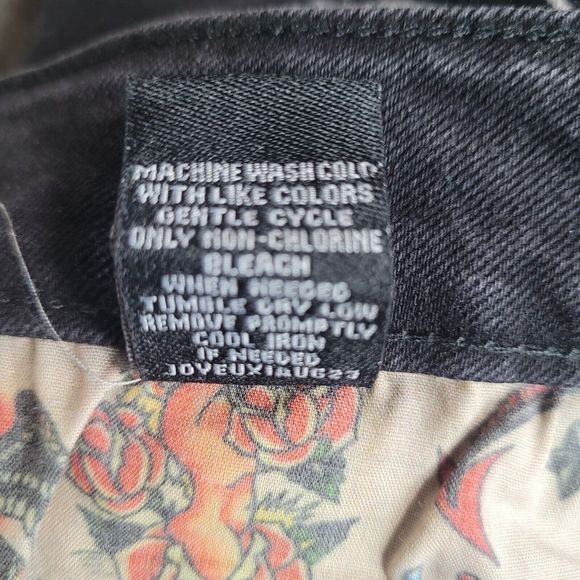 MACHINE WASH COLD
WITH LIKE COLORS
GENTLE CYCLE
ONLY NON-CHLORINE
BLEACH
WHEN NEEDED
TUMBLE DRY LOW
REMOVE PROMPTLY
COOL IRON
IF NEEDED
JOYEUXIAUG23